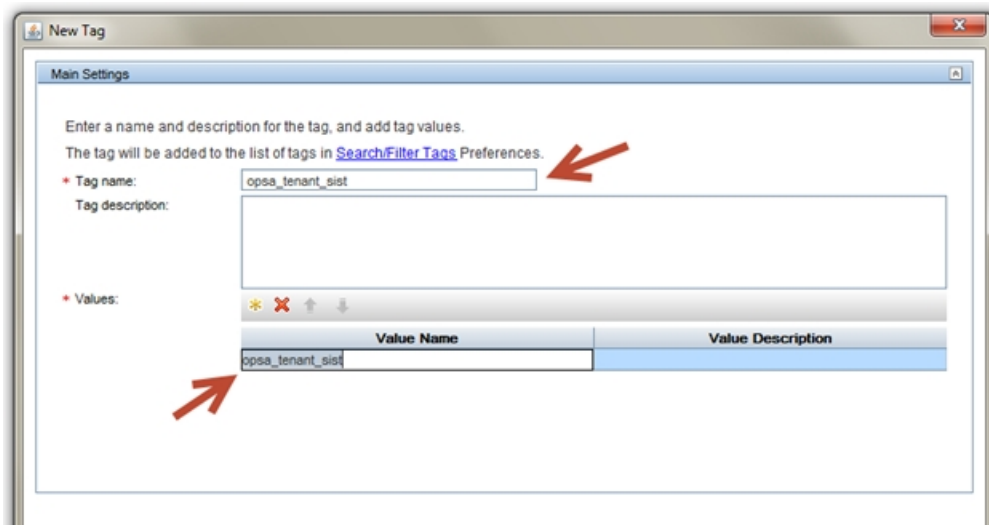 New Tag
Main Settings
Enter a name and description for the tag, and add tag values.
The tag will be added to the list of tags in Search/Filter Tags Preferences.
* Tag name: opsa_tenant_sist
Tag description:
* Values:
Value Name Value Description
opsa_tenant_sist